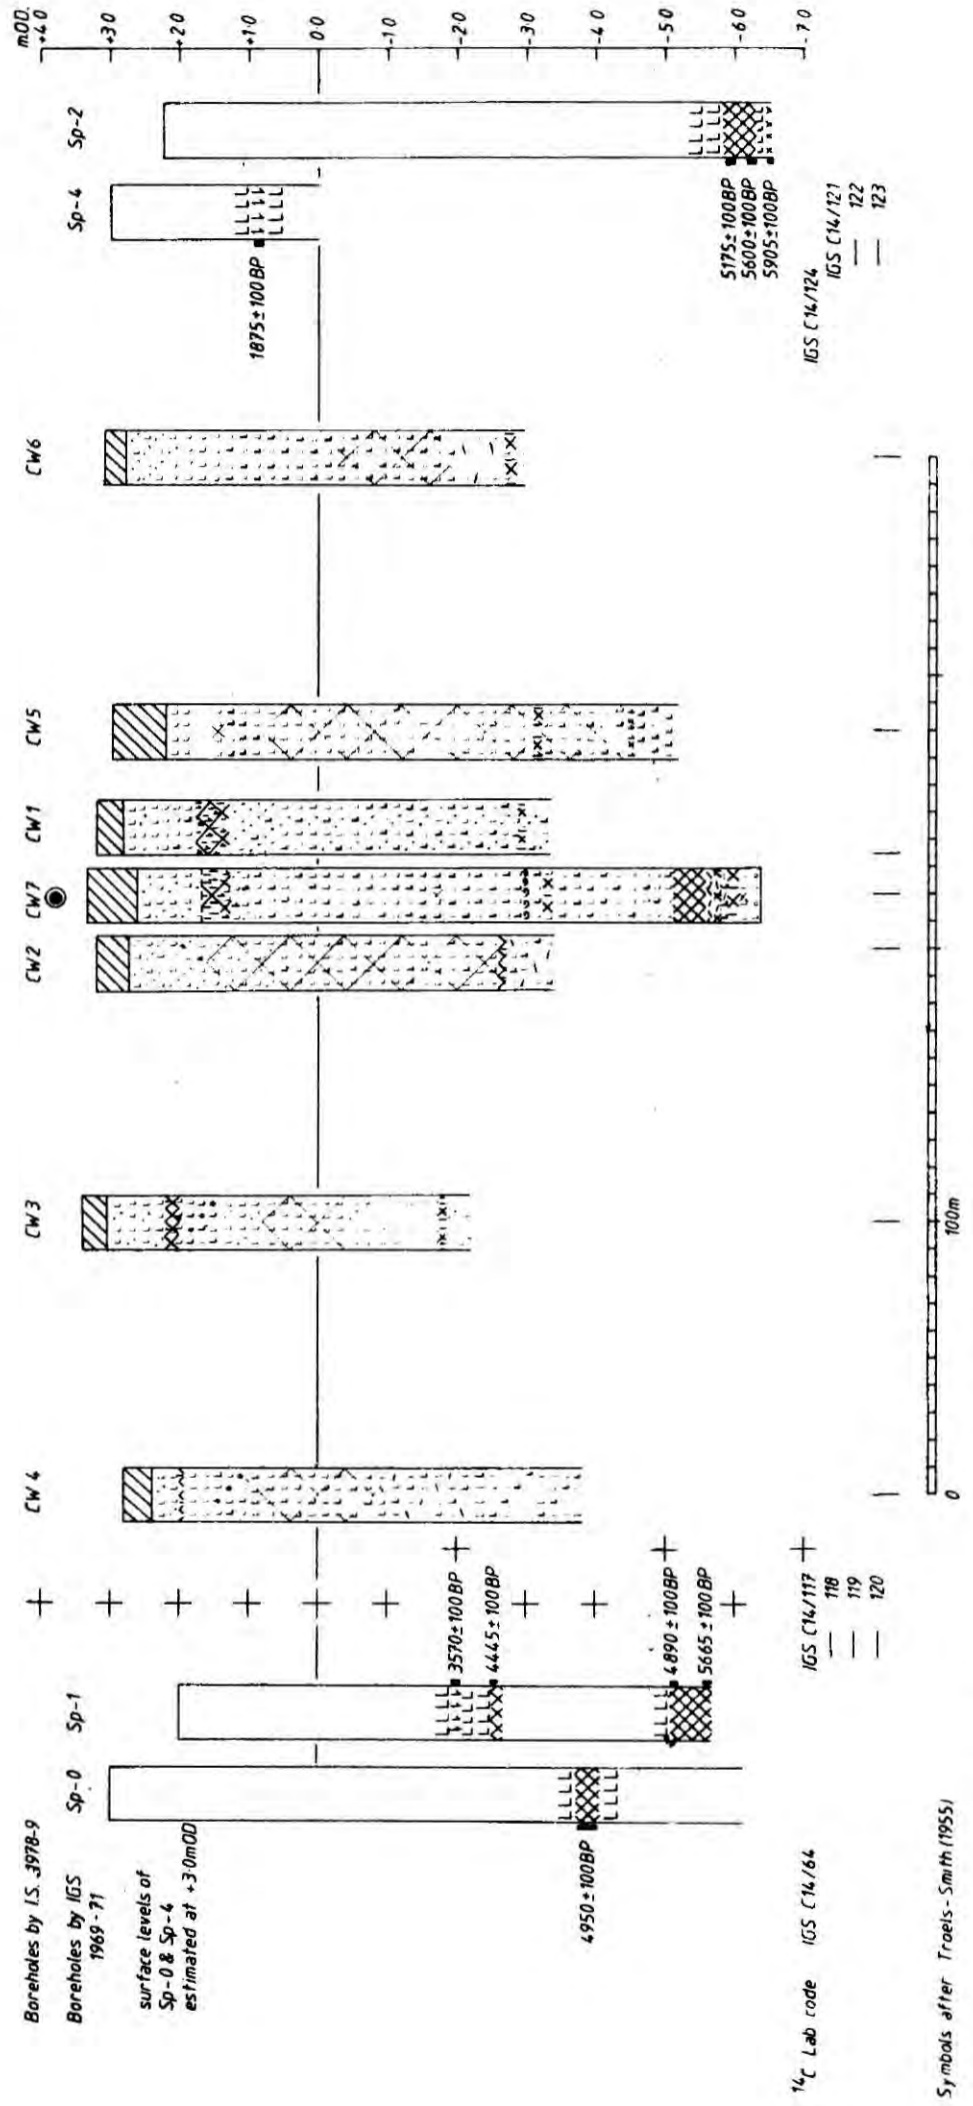 Boreholes by I.S. 1978-9
Boreholes by IGS
1969-71
surface levels of
Sp-0 & Sp-4
estimated at +3·0mOD
Sp-0
Sp-1
CW 4
CW3
CW2
CW7
CW1
CW5
CW6
Sp-4
Sp-2
mOD.
+4·0
+3·0
+2·0
+1·0
0·0
-1·0
-2·0
-3·0
-4·0
-5·0
-6·0
-7·0
4950±100BP
3570±100BP
4445±100BP
4890±100BP
5665±100BP
1875±100BP
5175±100BP
5600±100BP
5905±100BP
14C Lab code
IGS C14/64
IGS C14/117
— 118
— 119
— 120
IGS C14/124
IGS C14/121
— 122
— 123
0
100m
Symbols after Troels-Smith (1955)